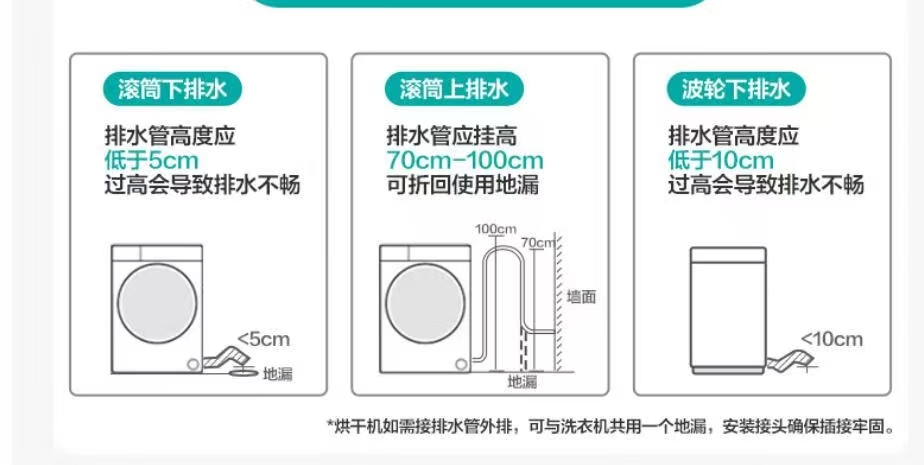 滚筒下排水
排水管高度应
低于5cm
过高会导致排水不畅
<5cm
地漏
滚筒上排水
排水管应挂高
70cm-100cm
可折回使用地漏
100cm
70cm
墙面
地漏
波轮下排水
排水管高度应
低于10cm
过高会导致排水不畅
<10cm
*烘干机如需接排水管外排，可与洗衣机共用一个地漏，安装接头确保插接牢固。